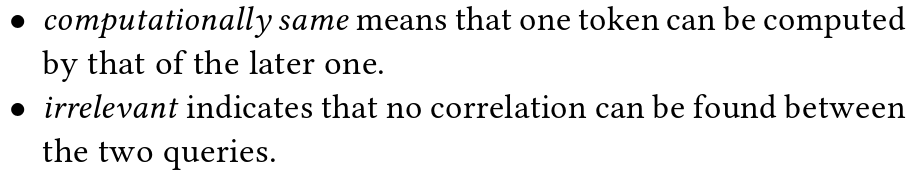 • computationally same means that one token can be computed
by that of the later one.
• irrelevant indicates that no correlation can be found between
the two queries.